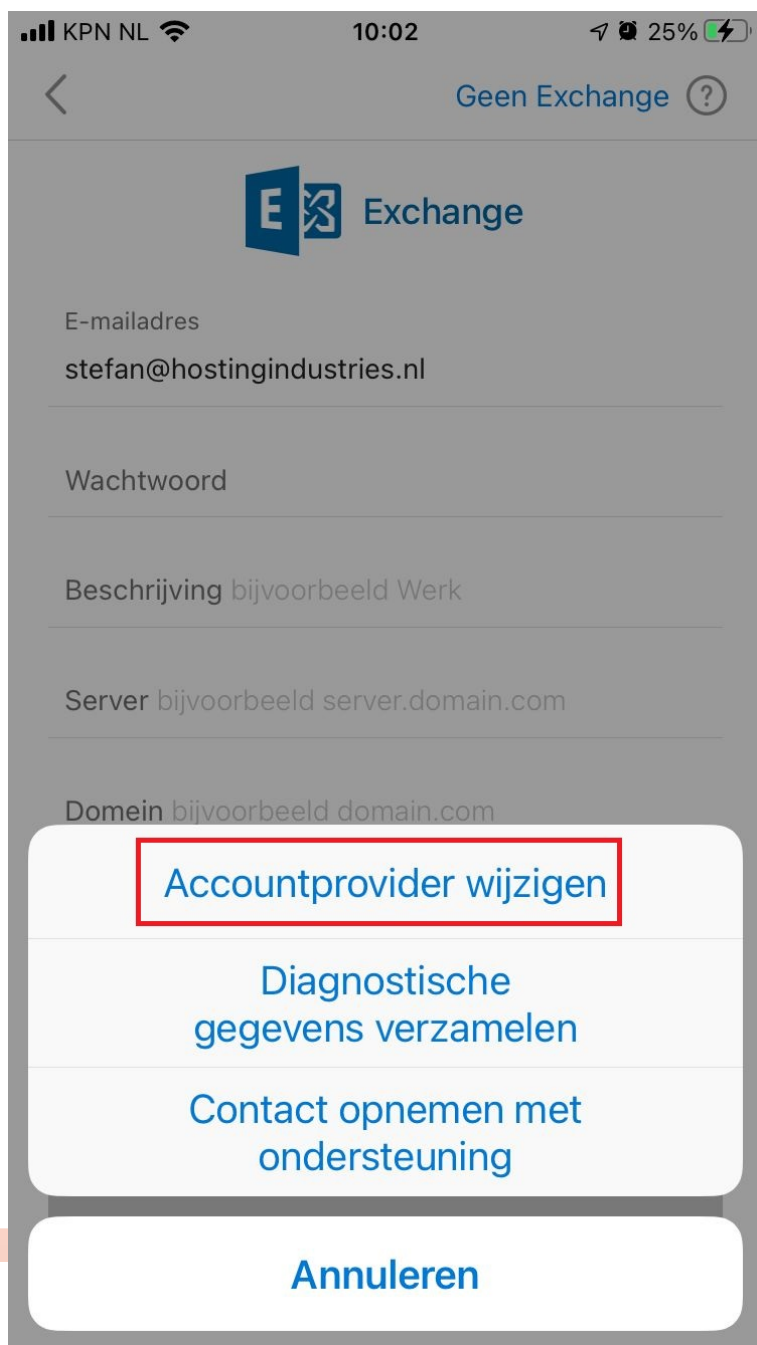 KPN NL 10:02 25%
Geen Exchange ?
E Exchange
E-mailadres
stefan@hostingindustries.nl
Wachtwoord
Beschrijving bijvoorbeeld Werk
Server bijvoorbeeld server.domain.com
Domein bijvoorbeeld domain.com
Accountprovider wijzigen
Diagnostische
gegevens verzamelen
Contact opnemen met
ondersteuning
Annuleren